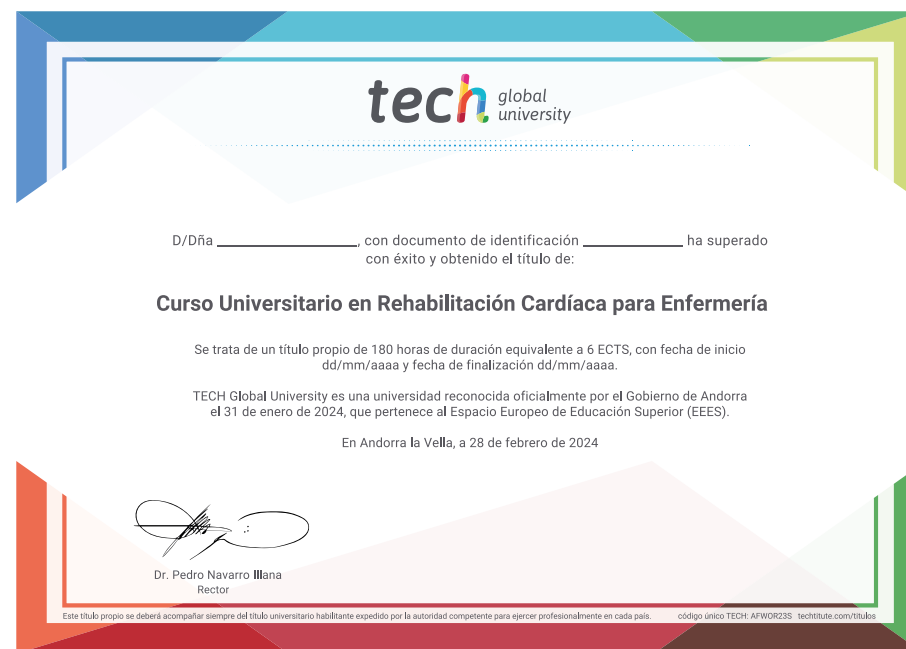 tech global university
D/Dña ____________________, con documento de identificación ______________ ha superado
con éxito y obtenido el título de:
Curso Universitario en Rehabilitación Cardíaca para Enfermería
Se trata de un título propio de 180 horas de duración equivalente a 6 ECTS, con fecha de inicio
dd/mm/aaaa y fecha de finalización dd/mm/aaaa.
TECH Global University es una universidad reconocida oficialmente por el Gobierno de Andorra
el 31 de enero de 2024, que pertenece al Espacio Europeo de Educación Superior (EEES).
En Andorra la Vella, a 28 de febrero de 2024
Dr. Pedro Navarro Illana
Rector
Este título propio se deberá acompañar siempre del título universitario habilitante expedido por la autoridad competente para ejercer profesionalmente en cada país. código único TECH: AFWOR23S techtitute.com/titulos